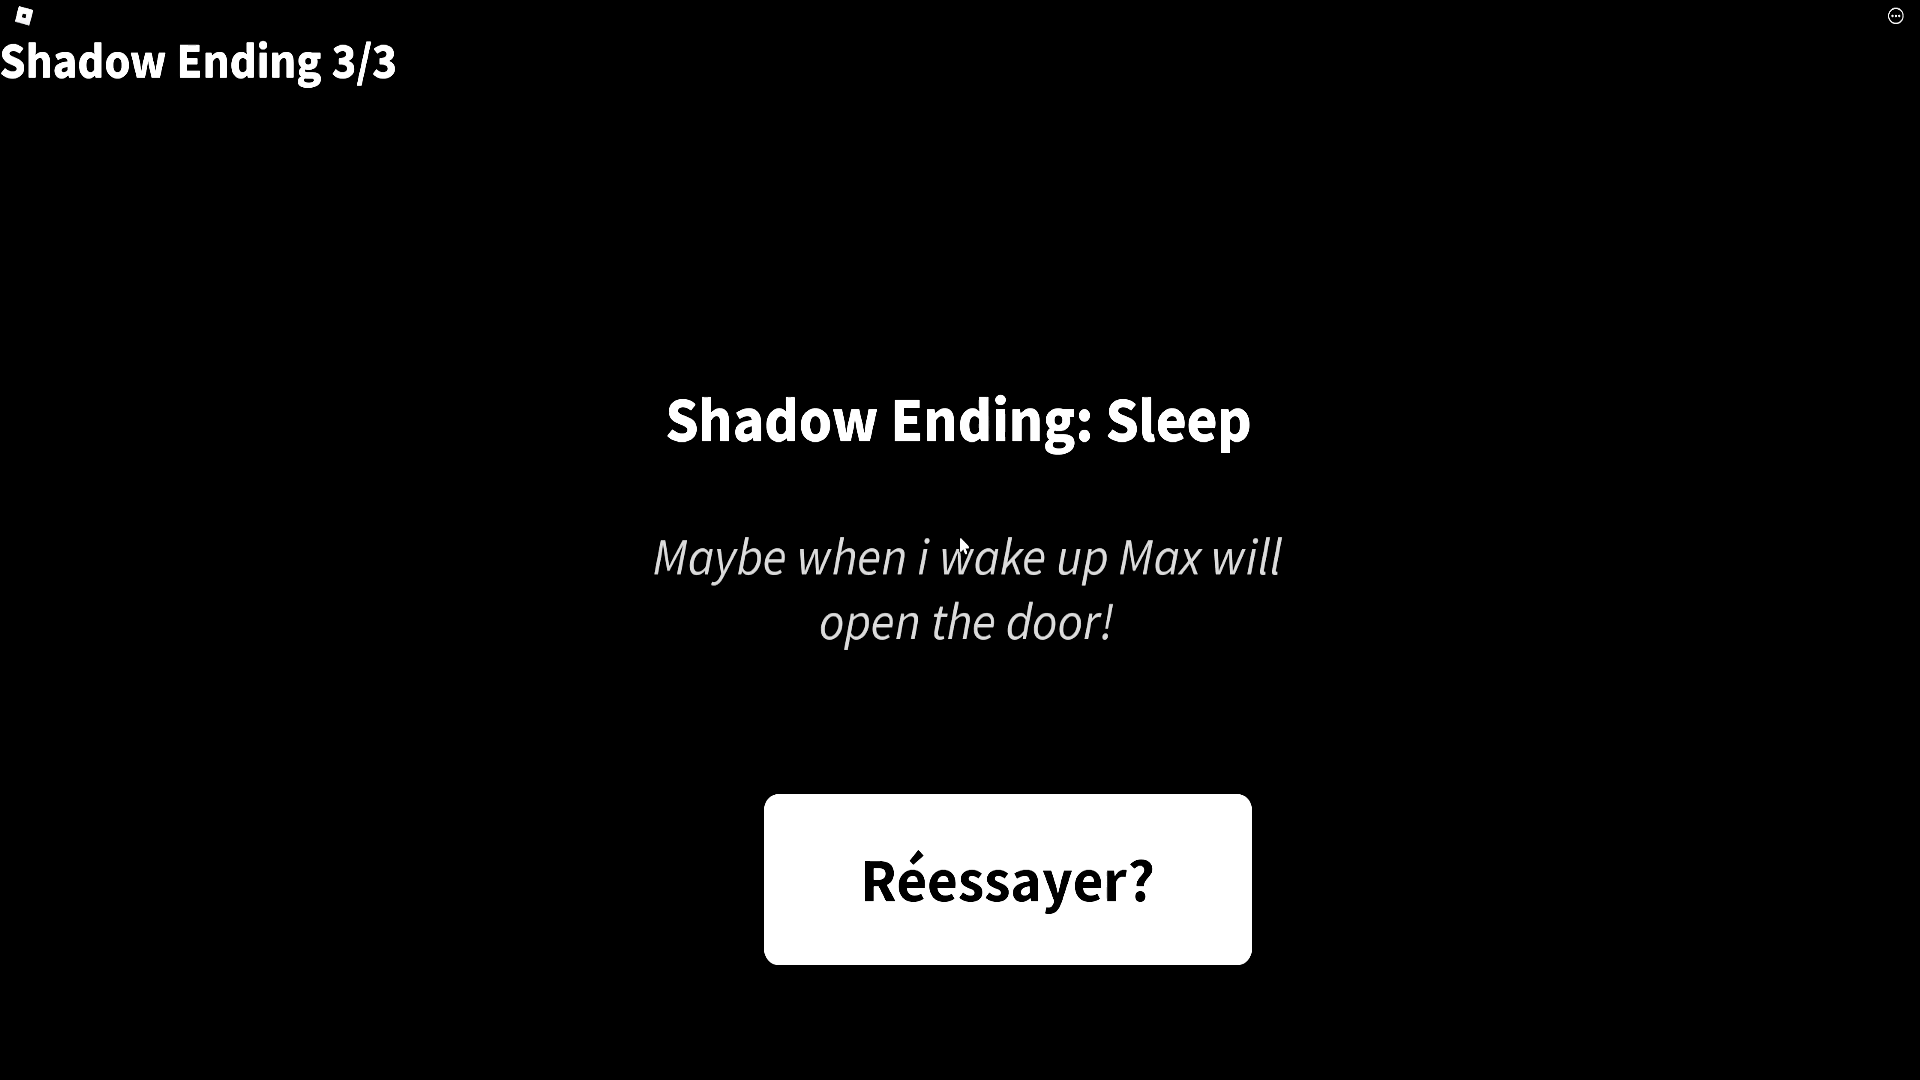 Shadow Ending 3/3
Shadow Ending: Sleep
Maybe when i wake up Max will
open the door!
Réessayer?